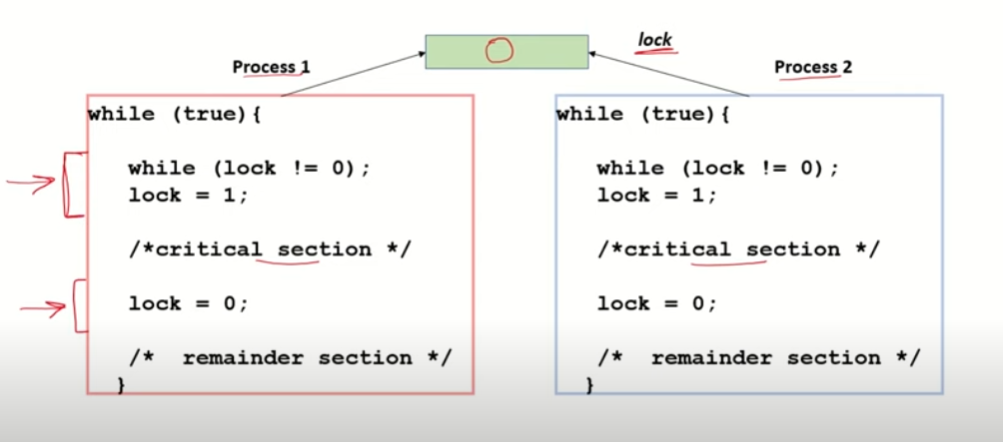 lock
Process 1
Process 2
while (true){
while (lock != 0);
lock = 1;
/*critical section */
lock = 0;
/*  remainder section */
}
while (true){
while (lock != 0);
lock = 1;
/*critical section */
lock = 0;
/*  remainder section */
}